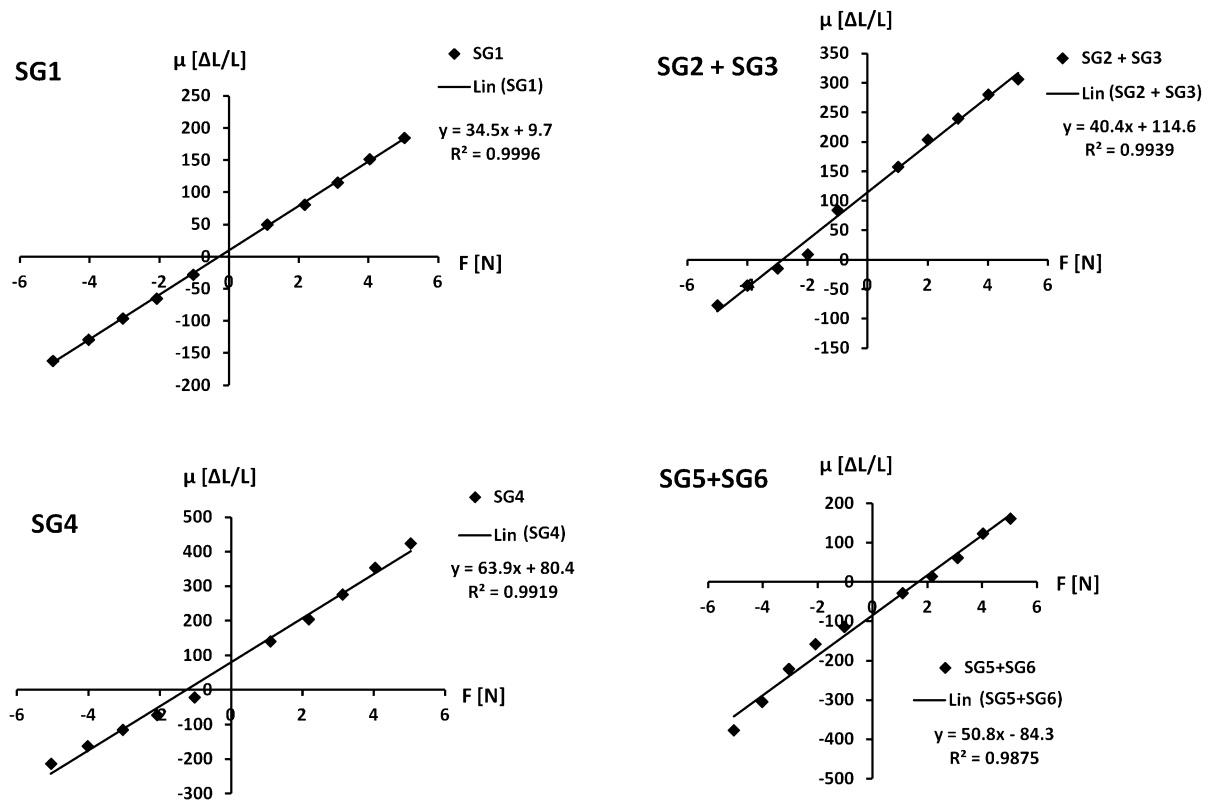 SG1
μ [ΔL/L]
SG1
Lin (SG1)
y = 34.5x + 9.7
R² = 0.9996
250
200
150
100
50
0
-50
-100
-150
-200
-6 -4 -2 0 2 4 6
F [N]
SG2 + SG3
μ [ΔL/L]
SG2 + SG3
Lin (SG2 + SG3)
y = 40.4x + 114.6
R² = 0.9939
350
300
250
200
150
100
50
0
-50
-100
-150
-6 -4 -2 0 2 4 6
F [N]
SG4
μ [ΔL/L]
SG4
Lin (SG4)
y = 63.9x + 80.4
R² = 0.9919
500
400
300
200
100
0
-100
-200
-300
-6 -4 -2 0 2 4 6
F [N]
SG5+SG6
μ [ΔL/L]
200
100
0
-100
-200
-300
-400
-500
-6 -4 -2 0 2 4 6
F [N]
SG5+SG6
Lin (SG5+SG6)
y = 50.8x - 84.3
R² = 0.9875